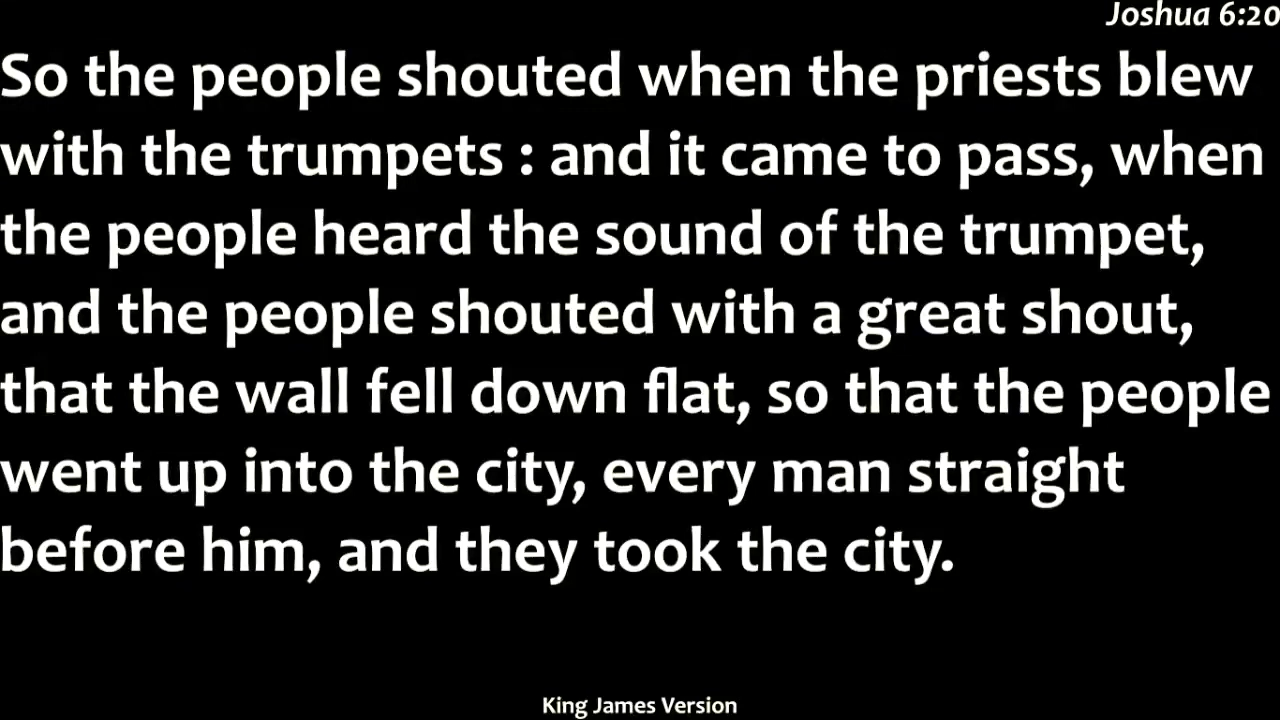 Joshua 6:20
So the people shouted when the priests blew
with the trumpets : and it came to pass, when
the people heard the sound of the trumpet,
and the people shouted with a great shout,
that the wall fell down flat, so that the people
went up into the city, every man straight
before him, and they took the city.
King James Version